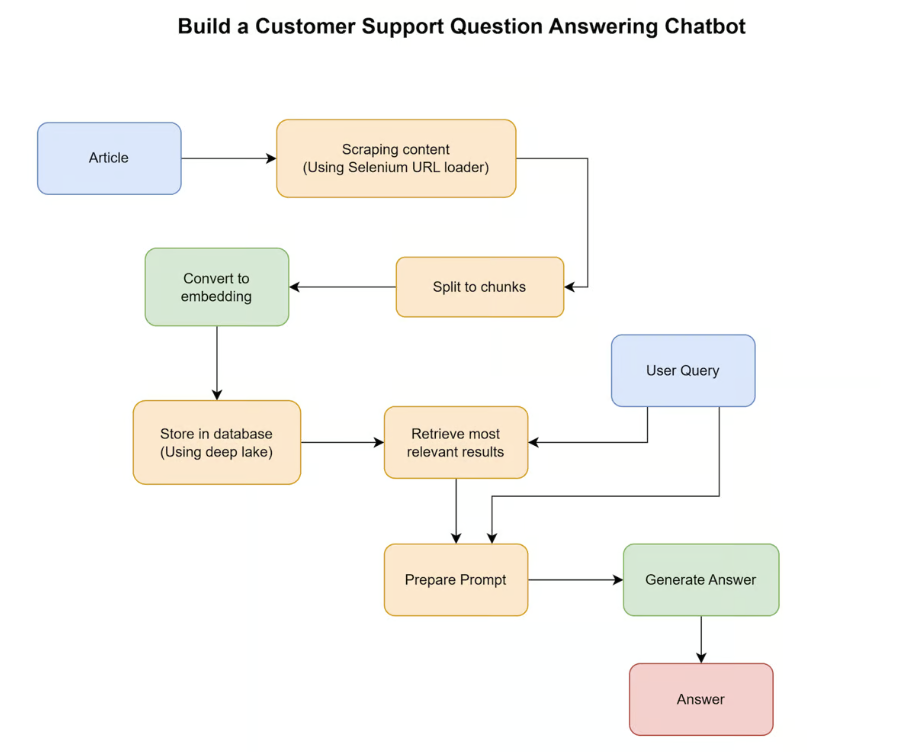 Build a Customer Support Question Answering Chatbot
Article
Scraping content
(Using Selenium URL loader)
Convert to
embedding
Split to chunks
User Query
Store in database
(Using deep lake)
Retrieve most
relevant results
Prepare Prompt
Generate Answer
Answer